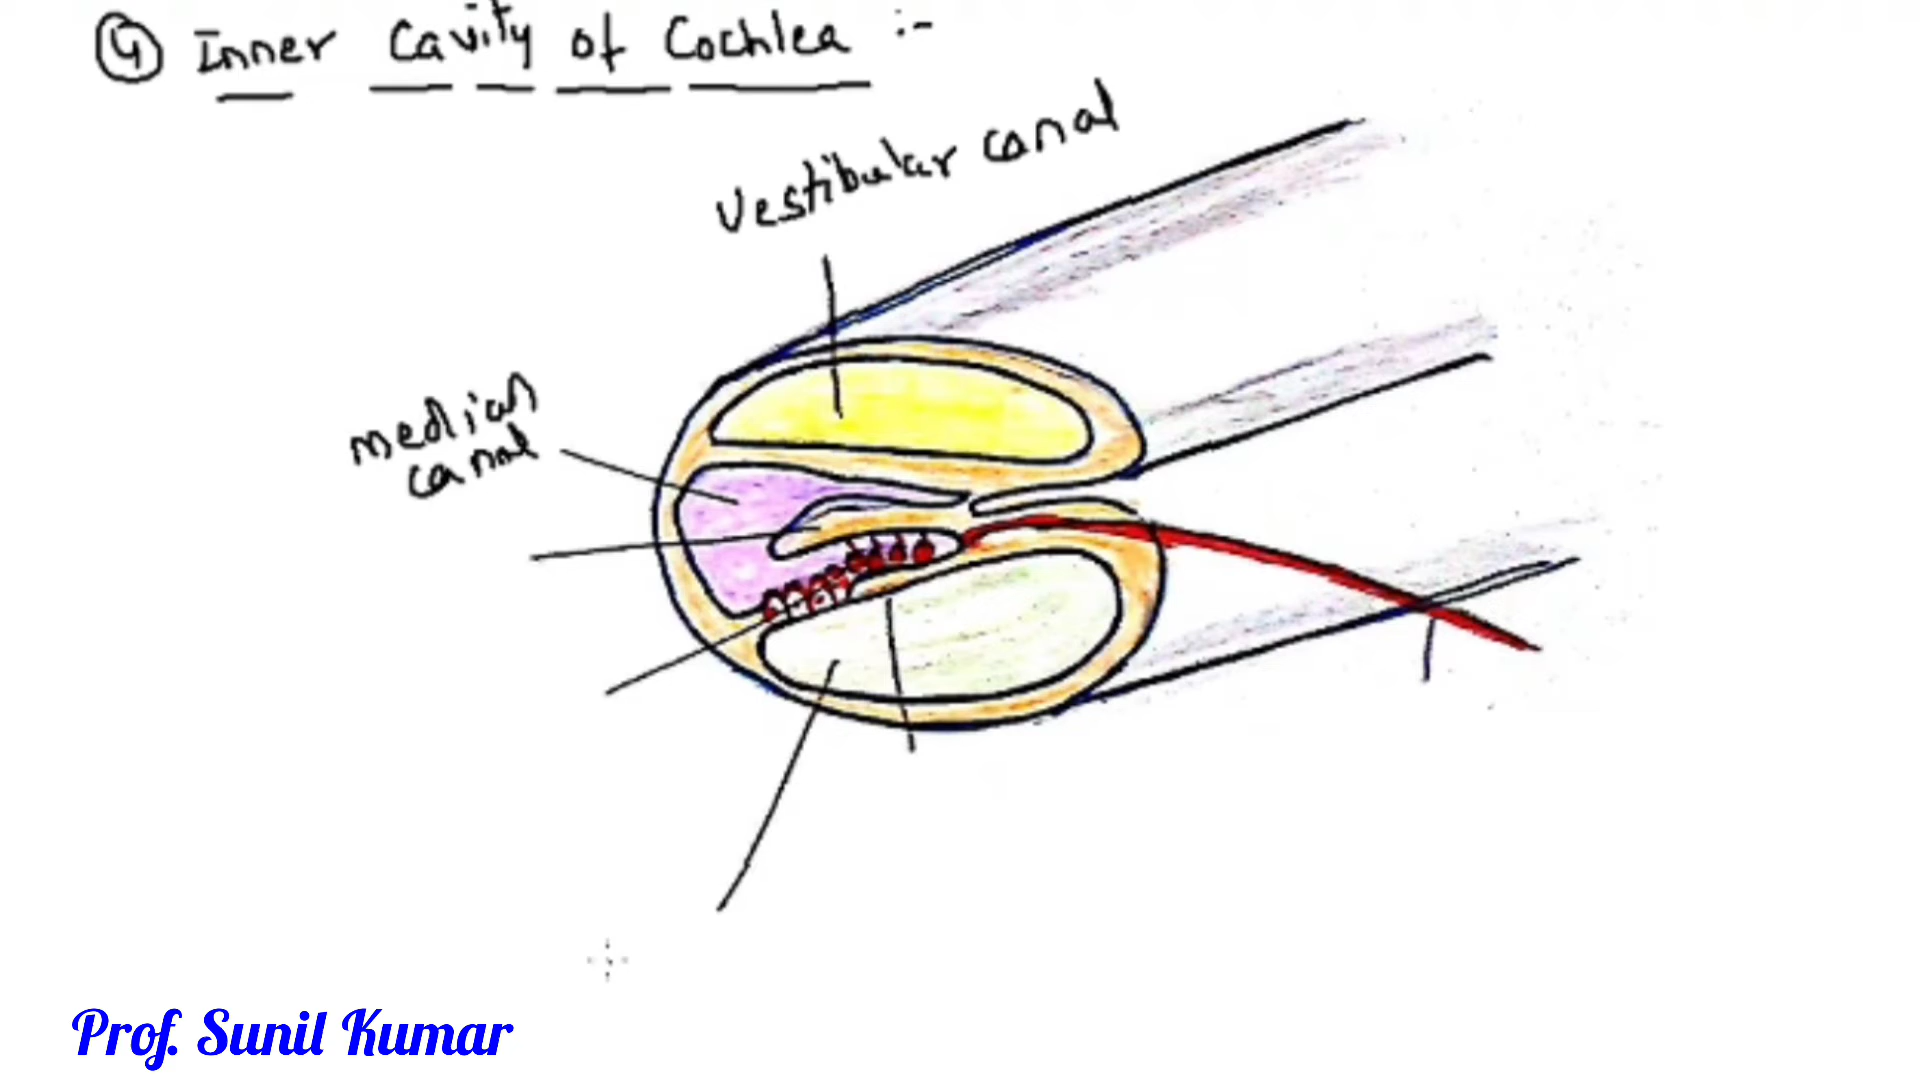 4 Inner Cavity of Cochlea :-
Vestibular canal
median
canal
Prof. Sunil Kumar